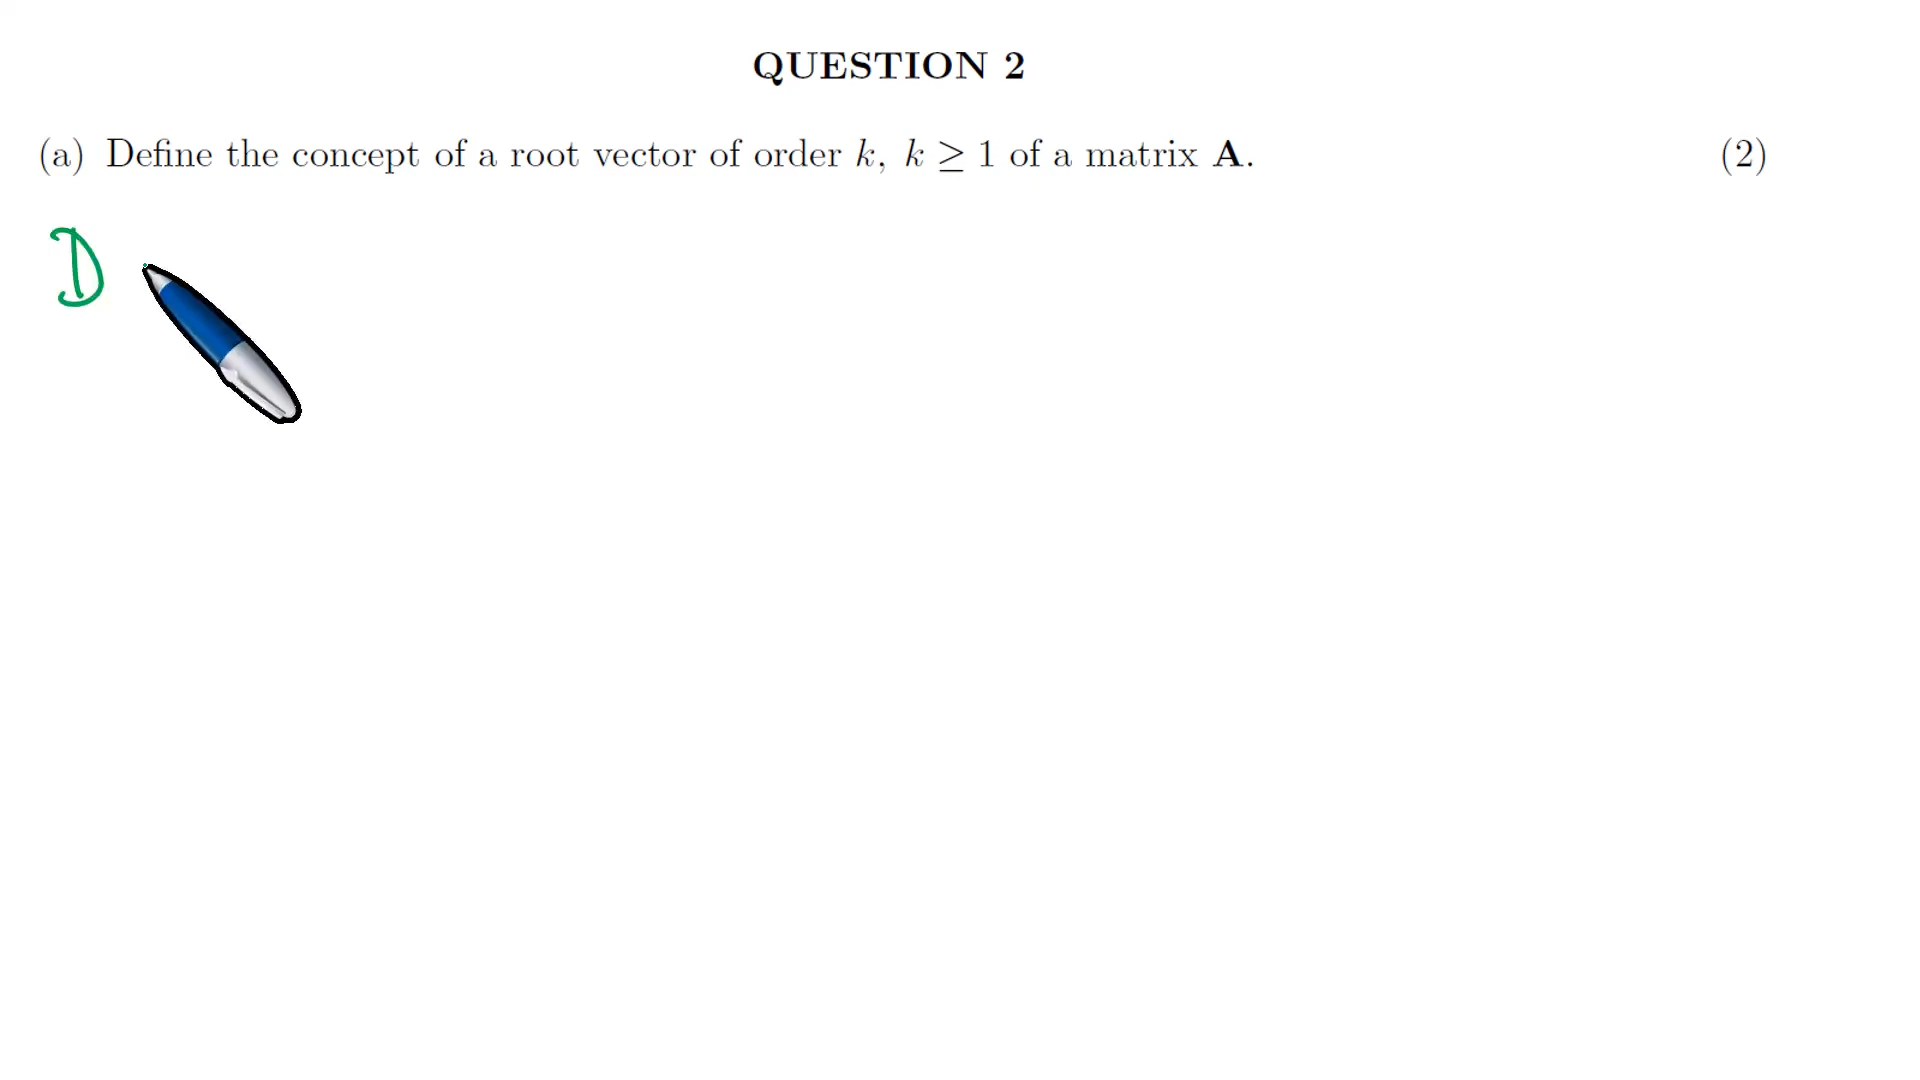 QUESTION 2
(a) Define the concept of a root vector of order k, k ≥ 1 of a matrix A. (2)
D